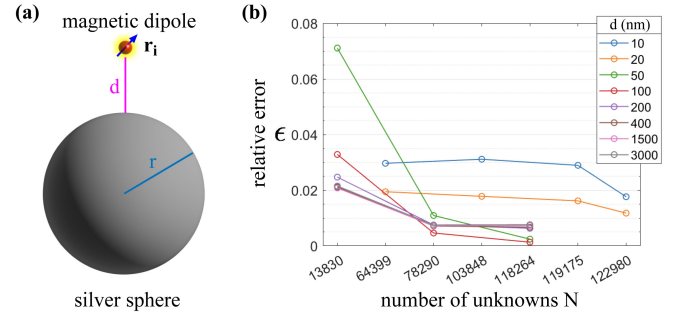 (a)
magnetic dipole
r_i
d
r
silver sphere
(b)
relative error
ϵ
0.08
0.06
0.04
0.02
0
13830
64399
78290
103848
118264
119175
122980
number of unknowns N
d (nm)
10
20
50
100
200
400
1500
3000